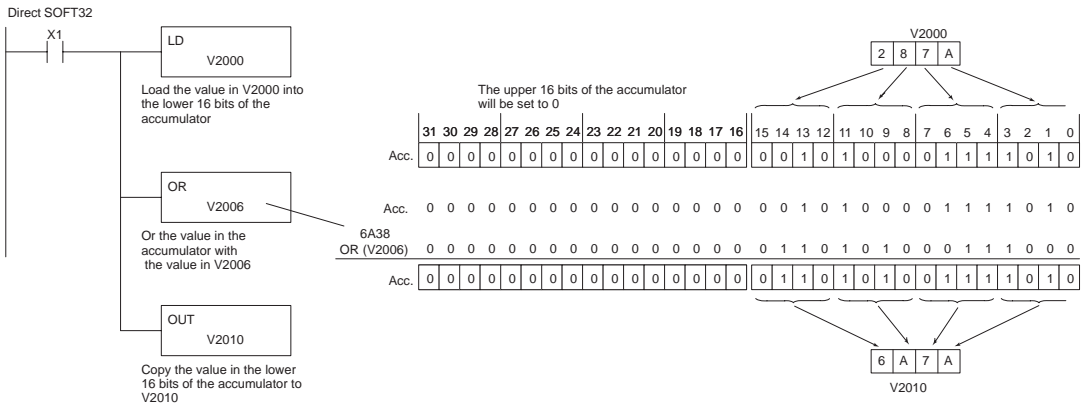 Direct SOFT32
X1
LD
V2000
Load the value in V2000 into
the lower 16 bits of the
accumulator
OR
V2006
Or the value in the
accumulator with
the value in V2006
OUT
V2010
Copy the value in the lower
16 bits of the accumulator to
V2010
V2000
2 8 7 A
The upper 16 bits of the accumulator
will be set to 0
31 30 29 28 27 26 25 24 23 22 21 20 19 18 17 16 15 14 13 12 11 10 9 8 7 6 5 4 3 2 1 0
Acc. 0 0 0 0 0 0 0 0 0 0 0 0 0 0 0 0 0 0 1 0 1 0 0 0 0 1 1 1 1 0 1 0
Acc. 0 0 0 0 0 0 0 0 0 0 0 0 0 0 0 0 0 0 1 0 1 0 0 0 0 1 1 1 1 0 1 0
6A38
OR (V2006) 0 0 0 0 0 0 0 0 0 0 0 0 0 0 0 0 0 1 1 0 1 0 1 0 0 0 1 1 1 0 0 0
Acc. 0 0 0 0 0 0 0 0 0 0 0 0 0 0 0 0 0 1 1 0 1 0 1 0 0 1 1 1 1 0 1 0
6 A 7 A
V2010